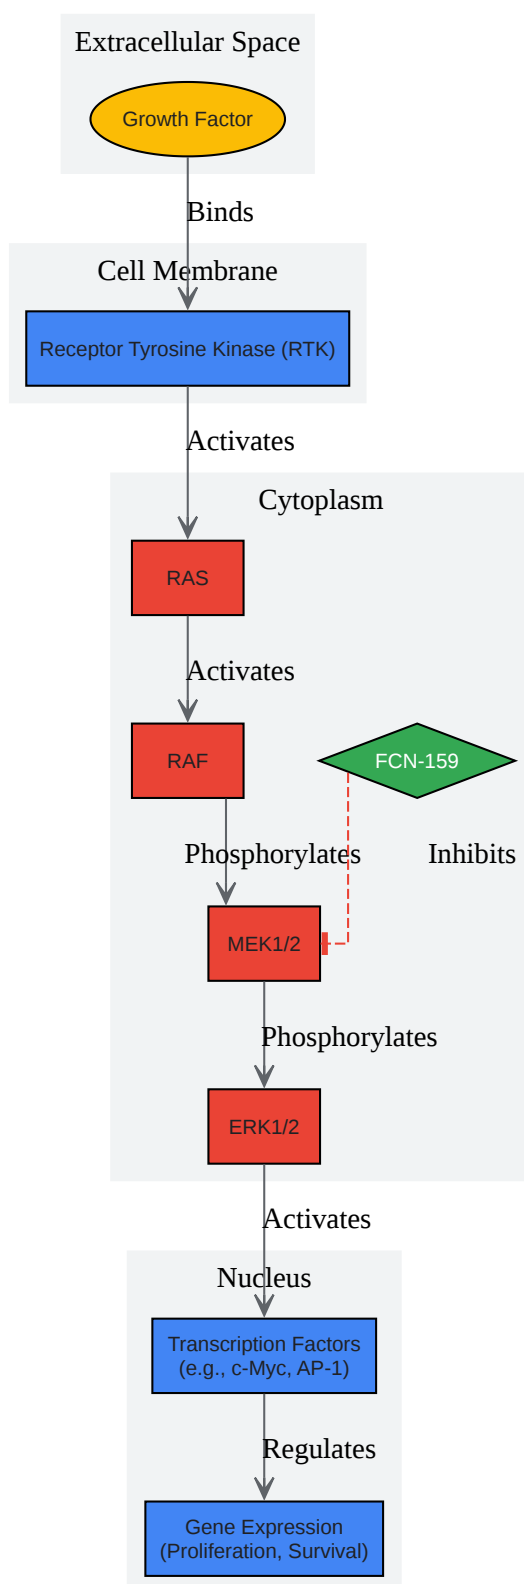 Extracellular Space
Growth Factor
Binds
Cell Membrane
Receptor Tyrosine Kinase (RTK)
Activates
Cytoplasm
RAS
Activates
RAF
FCN-159
Phosphorylates
Inhibits
MEK1/2
Phosphorylates
ERK1/2
Activates
Nucleus
Transcription Factors
(e.g., c-Myc, AP-1)
Regulates
Gene Expression
(Proliferation, Survival)